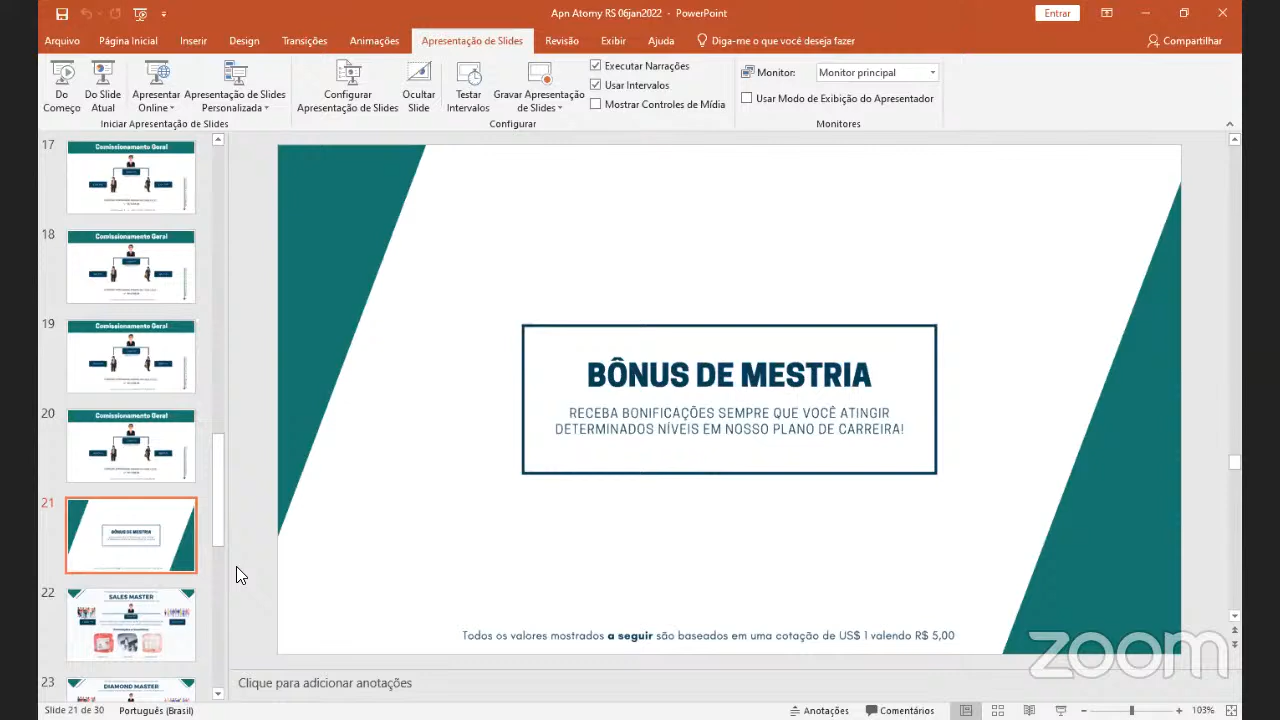 Apn Atomy RS 06jan2022 - PowerPoint
Entrar
Arquivo Página Inicial Inserir Design Transições Animações Apresentação de Slides Revisão Exibir Ajuda Diga-me o que você deseja fazer Compartilhar
Do Começo
Do Slide Atual
Apresentar Online
Apresentação de Slides Personalizada
Iniciar Apresentação de Slides
Configurar Apresentação de Slides
Ocultar Slide
Testar Intervalos
Gravar Apresentação de Slides
Executar Narrações
Usar Intervalos
Mostrar Controles de Mídia
Configurar
Monitor: Monitor principal
Usar Modo de Exibição do Apresentador
Monitores
17
Comissionamento Geral
18
Comissionamento Geral
19
Comissionamento Geral
20
Comissionamento Geral
21
BÔNUS DE MESTRIA
22
SALES MASTER
23
DIAMOND MASTER
BÔNUS DE MESTRIA
RECEBA BONIFICAÇÕES SEMPRE QUE VOCÊ ATINGIR
DETERMINADOS NÍVEIS EM NOSSO PLANO DE CARREIRA!
Todos os valores mostrados a seguir são baseados em uma cotação de US$ 1 valendo R$ 5,00
zoom
Clique para adicionar anotações
Slide 21 de 30 Português (Brasil) Anotações Comentários 103%